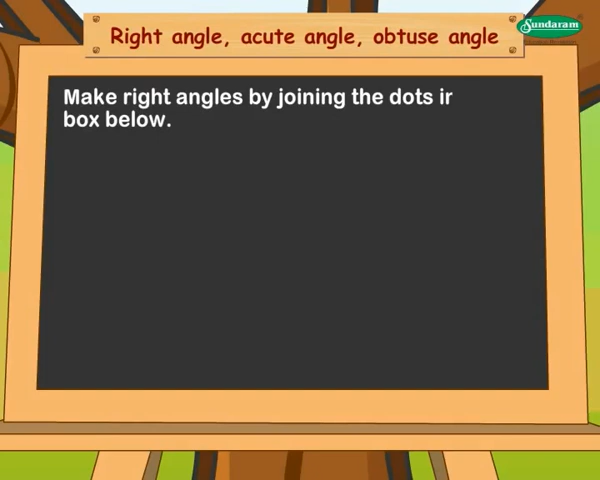 Right angle, acute angle, obtuse angle
Sundaram
Make right angles by joining the dots ir
box below.